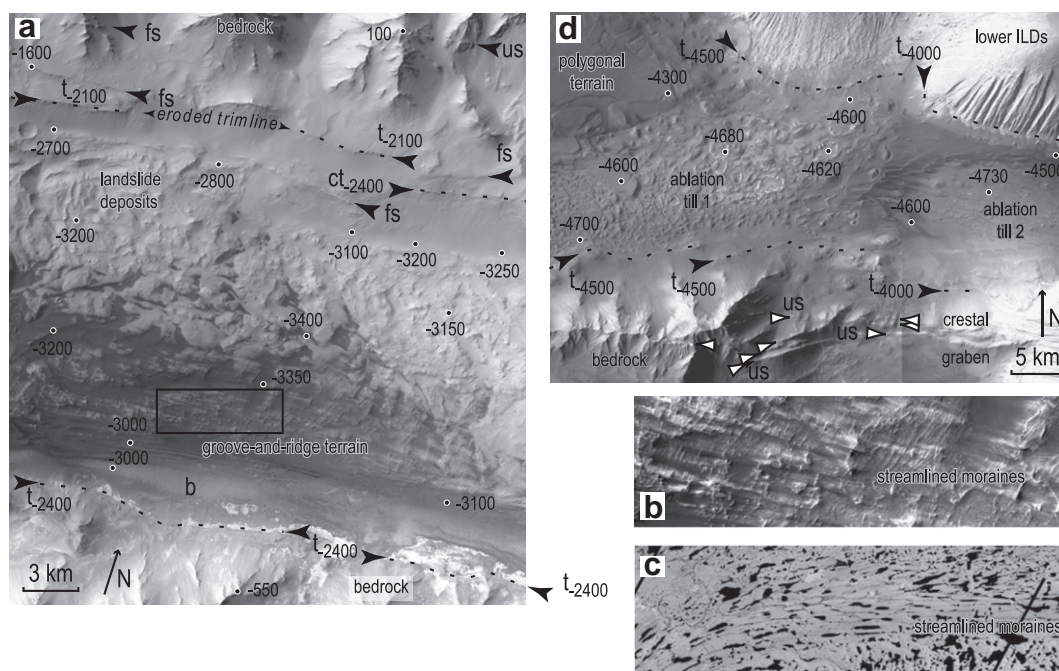 a
bedrock
100
fs
us
-1600
t-2100
fs
eroded trimline
t-2100
-2700
fs
-2800
landslide
deposits
ct-2400
fs
-3200
-3100
-3200
-3250
-3400
-3150
-3200
-3350
-3000
groove-and-ridge terrain
-3000
b
t-2400
-3100
t-2400
bedrock
t-2400
3 km
N
-550
d
t-4500
t-4000
lower ILDs
polygonal
terrain
-4300
-4600
-4680
-4600
-4620
-4500
ablation
till 1
-4730
ablation
till 2
-4700
-4600
t-4500
t-4500
t-4000
us
N
crestal
us
bedrock
us
graben
5 km
streamlined moraines
b
c
streamlined moraines